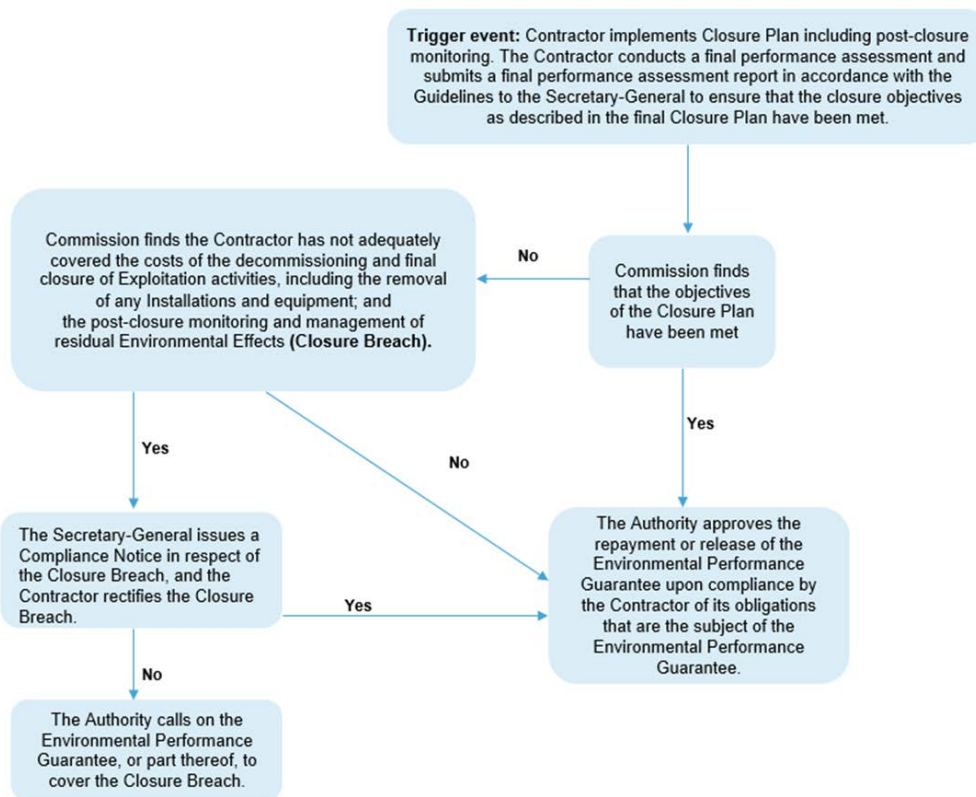 Trigger event: Contractor implements Closure Plan including post-closure
monitoring. The Contractor conducts a final performance assessment and
submits a final performance assessment report in accordance with the
Guidelines to the Secretary-General to ensure that the closure objectives
as described in the final Closure Plan have been met.
Commission finds the Contractor has not adequately
covered the costs of the decommissioning and final
closure of Exploitation activities, including the removal
of any Installations and equipment; and
the post-closure monitoring and management of
residual Environmental Effects (Closure Breach).
No
Commission finds
that the objectives
of the Closure Plan
have been met
Yes
No
Yes
The Secretary-General issues a
Compliance Notice in respect of
the Closure Breach, and the
Contractor rectifies the Closure
Breach.
Yes
The Authority approves the
repayment or release of the
Environmental Performance
Guarantee upon compliance by
the Contractor of its obligations
that are the subject of the
Environmental Performance
Guarantee.
No
The Authority calls on the
Environmental Performance
Guarantee, or part thereof, to
cover the Closure Breach.